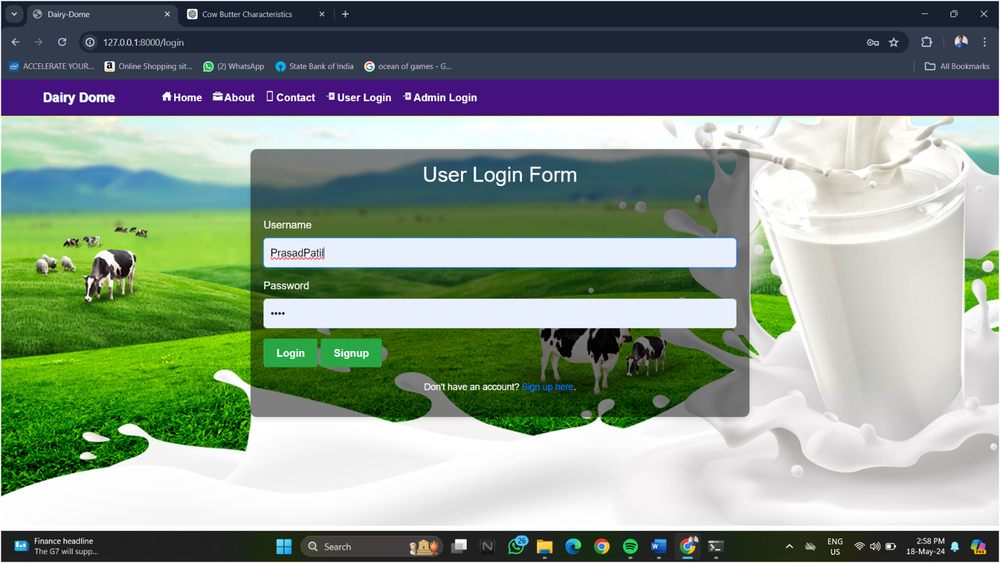 Dairy-Dome
Cow Butter Characteristics
127.0.0.1:8000/login
ACCELERATE YOUR...
Online Shopping sit...
(2) WhatsApp
State Bank of India
ocean of games - G...
All Bookmarks
Dairy Dome
Home
About
Contact
User Login
Admin Login
User Login Form
Username
PrasadPatil
Password
••••
Login
Signup
Don't have an account? Sign up here.
Finance headline
The G7 will supp...
Search
26
ENG
US
2:58 PM
18-May-24
PRE